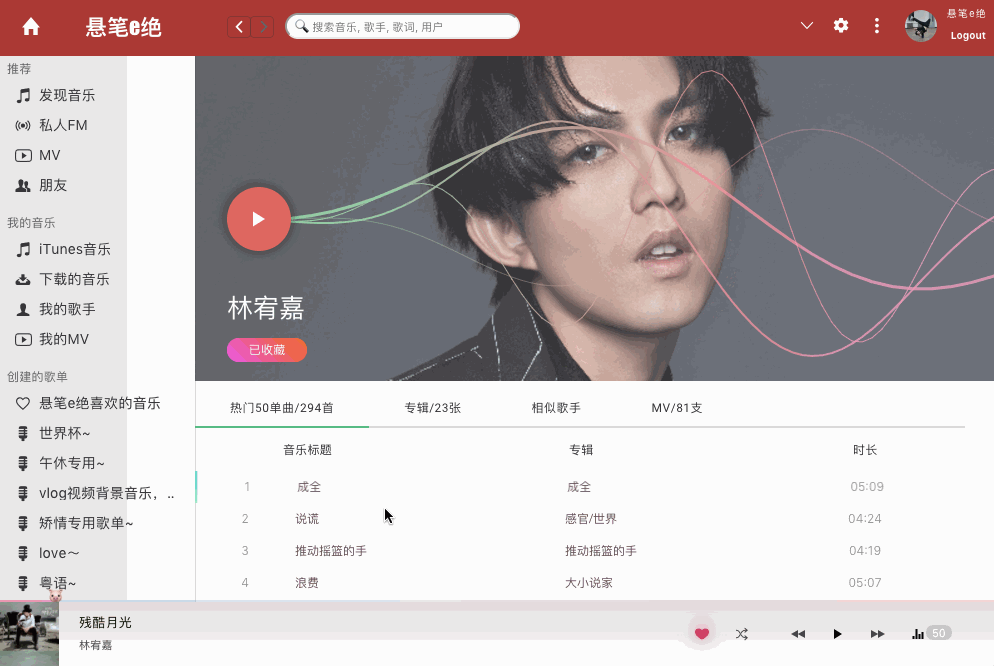 悬笔e绝
搜索音乐, 歌手, 歌词, 用户
悬笔e绝
Logout
推荐
发现音乐
私人FM
MV
朋友
我的音乐
iTunes音乐
下载的音乐
我的歌手
我的MV
创建的歌单
悬笔e绝喜欢的音乐
世界杯~
午休专用~
vlog视频背景音乐，..
矫情专用歌单~
love～
粤语~
林宥嘉
已收藏
热门50单曲/294首 专辑/23张 相似歌手 MV/81支
音乐标题 专辑 时长
1 成全 成全 05:09
2 说谎 感官/世界 04:24
3 推动摇篮的手 推动摇篮的手 04:19
4 浪费 大小说家 05:07
残酷月光
林宥嘉
50